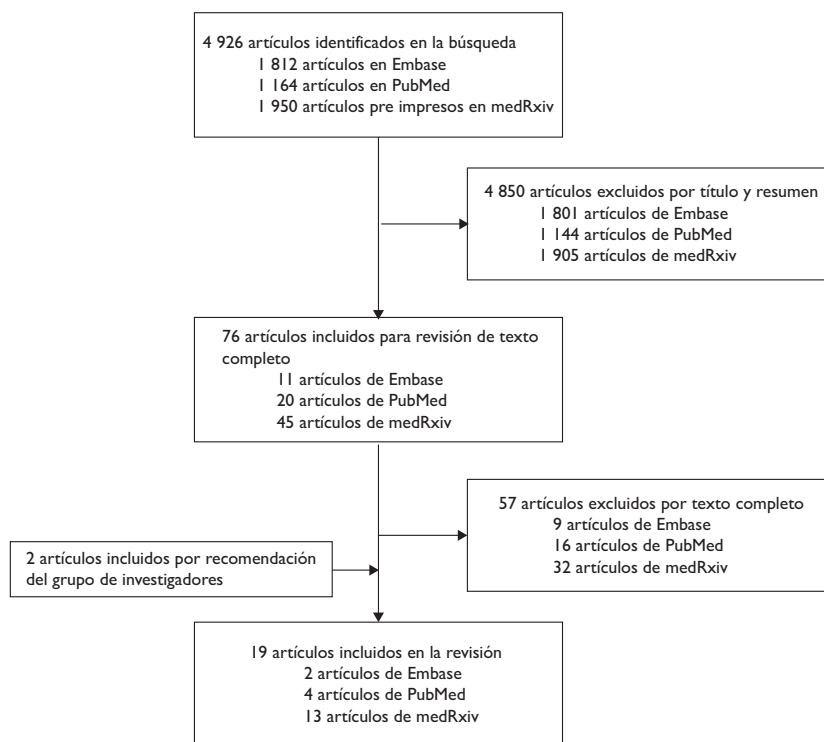 4 926 artículos identificados en la búsqueda
1 812 artículos en Embase
1 164 artículos en PubMed
1 950 artículos pre impresos en medRxiv
4 850 artículos excluidos por título y resumen
1 801 artículos de Embase
1 144 artículos de PubMed
1 905 artículos de medRxiv
76 artículos incluidos para revisión de texto
completo
11 artículos de Embase
20 artículos de PubMed
45 artículos de medRxiv
57 artículos excluidos por texto completo
9 artículos de Embase
16 artículos de PubMed
32 artículos de medRxiv
2 artículos incluidos por recomendación
del grupo de investigadores
19 artículos incluidos en la revisión
2 artículos de Embase
4 artículos de PubMed
13 artículos de medRxiv